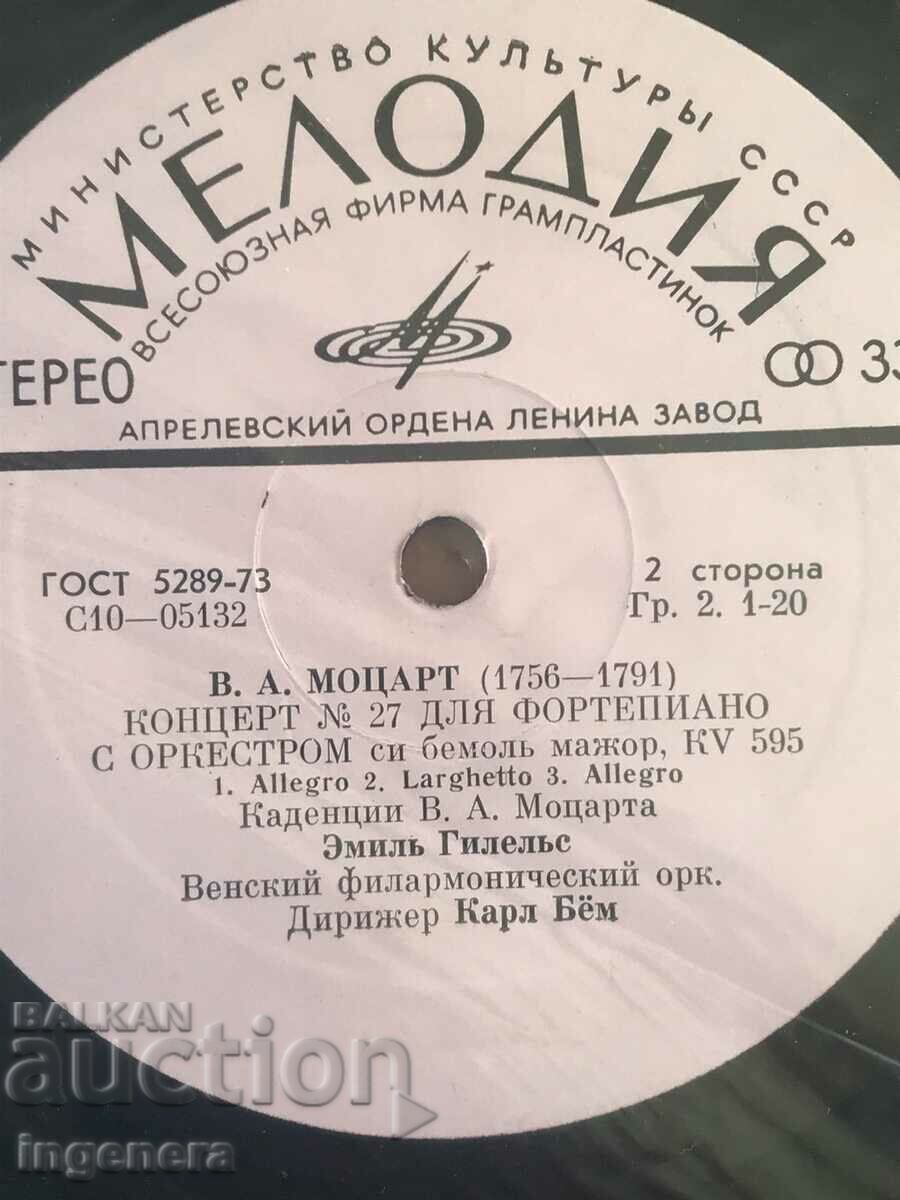 МИНИСТЕРСТВО КУЛЬТУРЫ СССР
МЕЛОДИЯ
ВСЕСОЮЗНАЯ ФИРМА ГРАМПЛАСТИНОК
ТЕРЕО
33
АПРЕЛЕВСКИЙ ОРДЕНА ЛЕНИНА ЗАВОД
ГОСТ 5289-73
С10—05132
2 сторона
Гр. 2. 1-20
В. А. МОЦАРТ (1756—1791)
КОНЦЕРТ № 27 ДЛЯ ФОРТЕПИАНО
С ОРКЕСТРОМ си бемоль мажор, KV 595
1. Allegro 2. Larghetto 3. Allegro
Каденции В. А. Моцарта
Эмиль Гилельс
Венский филармонический орк.
Дирижер Карл Бём
BALKAN
auction
ingenera